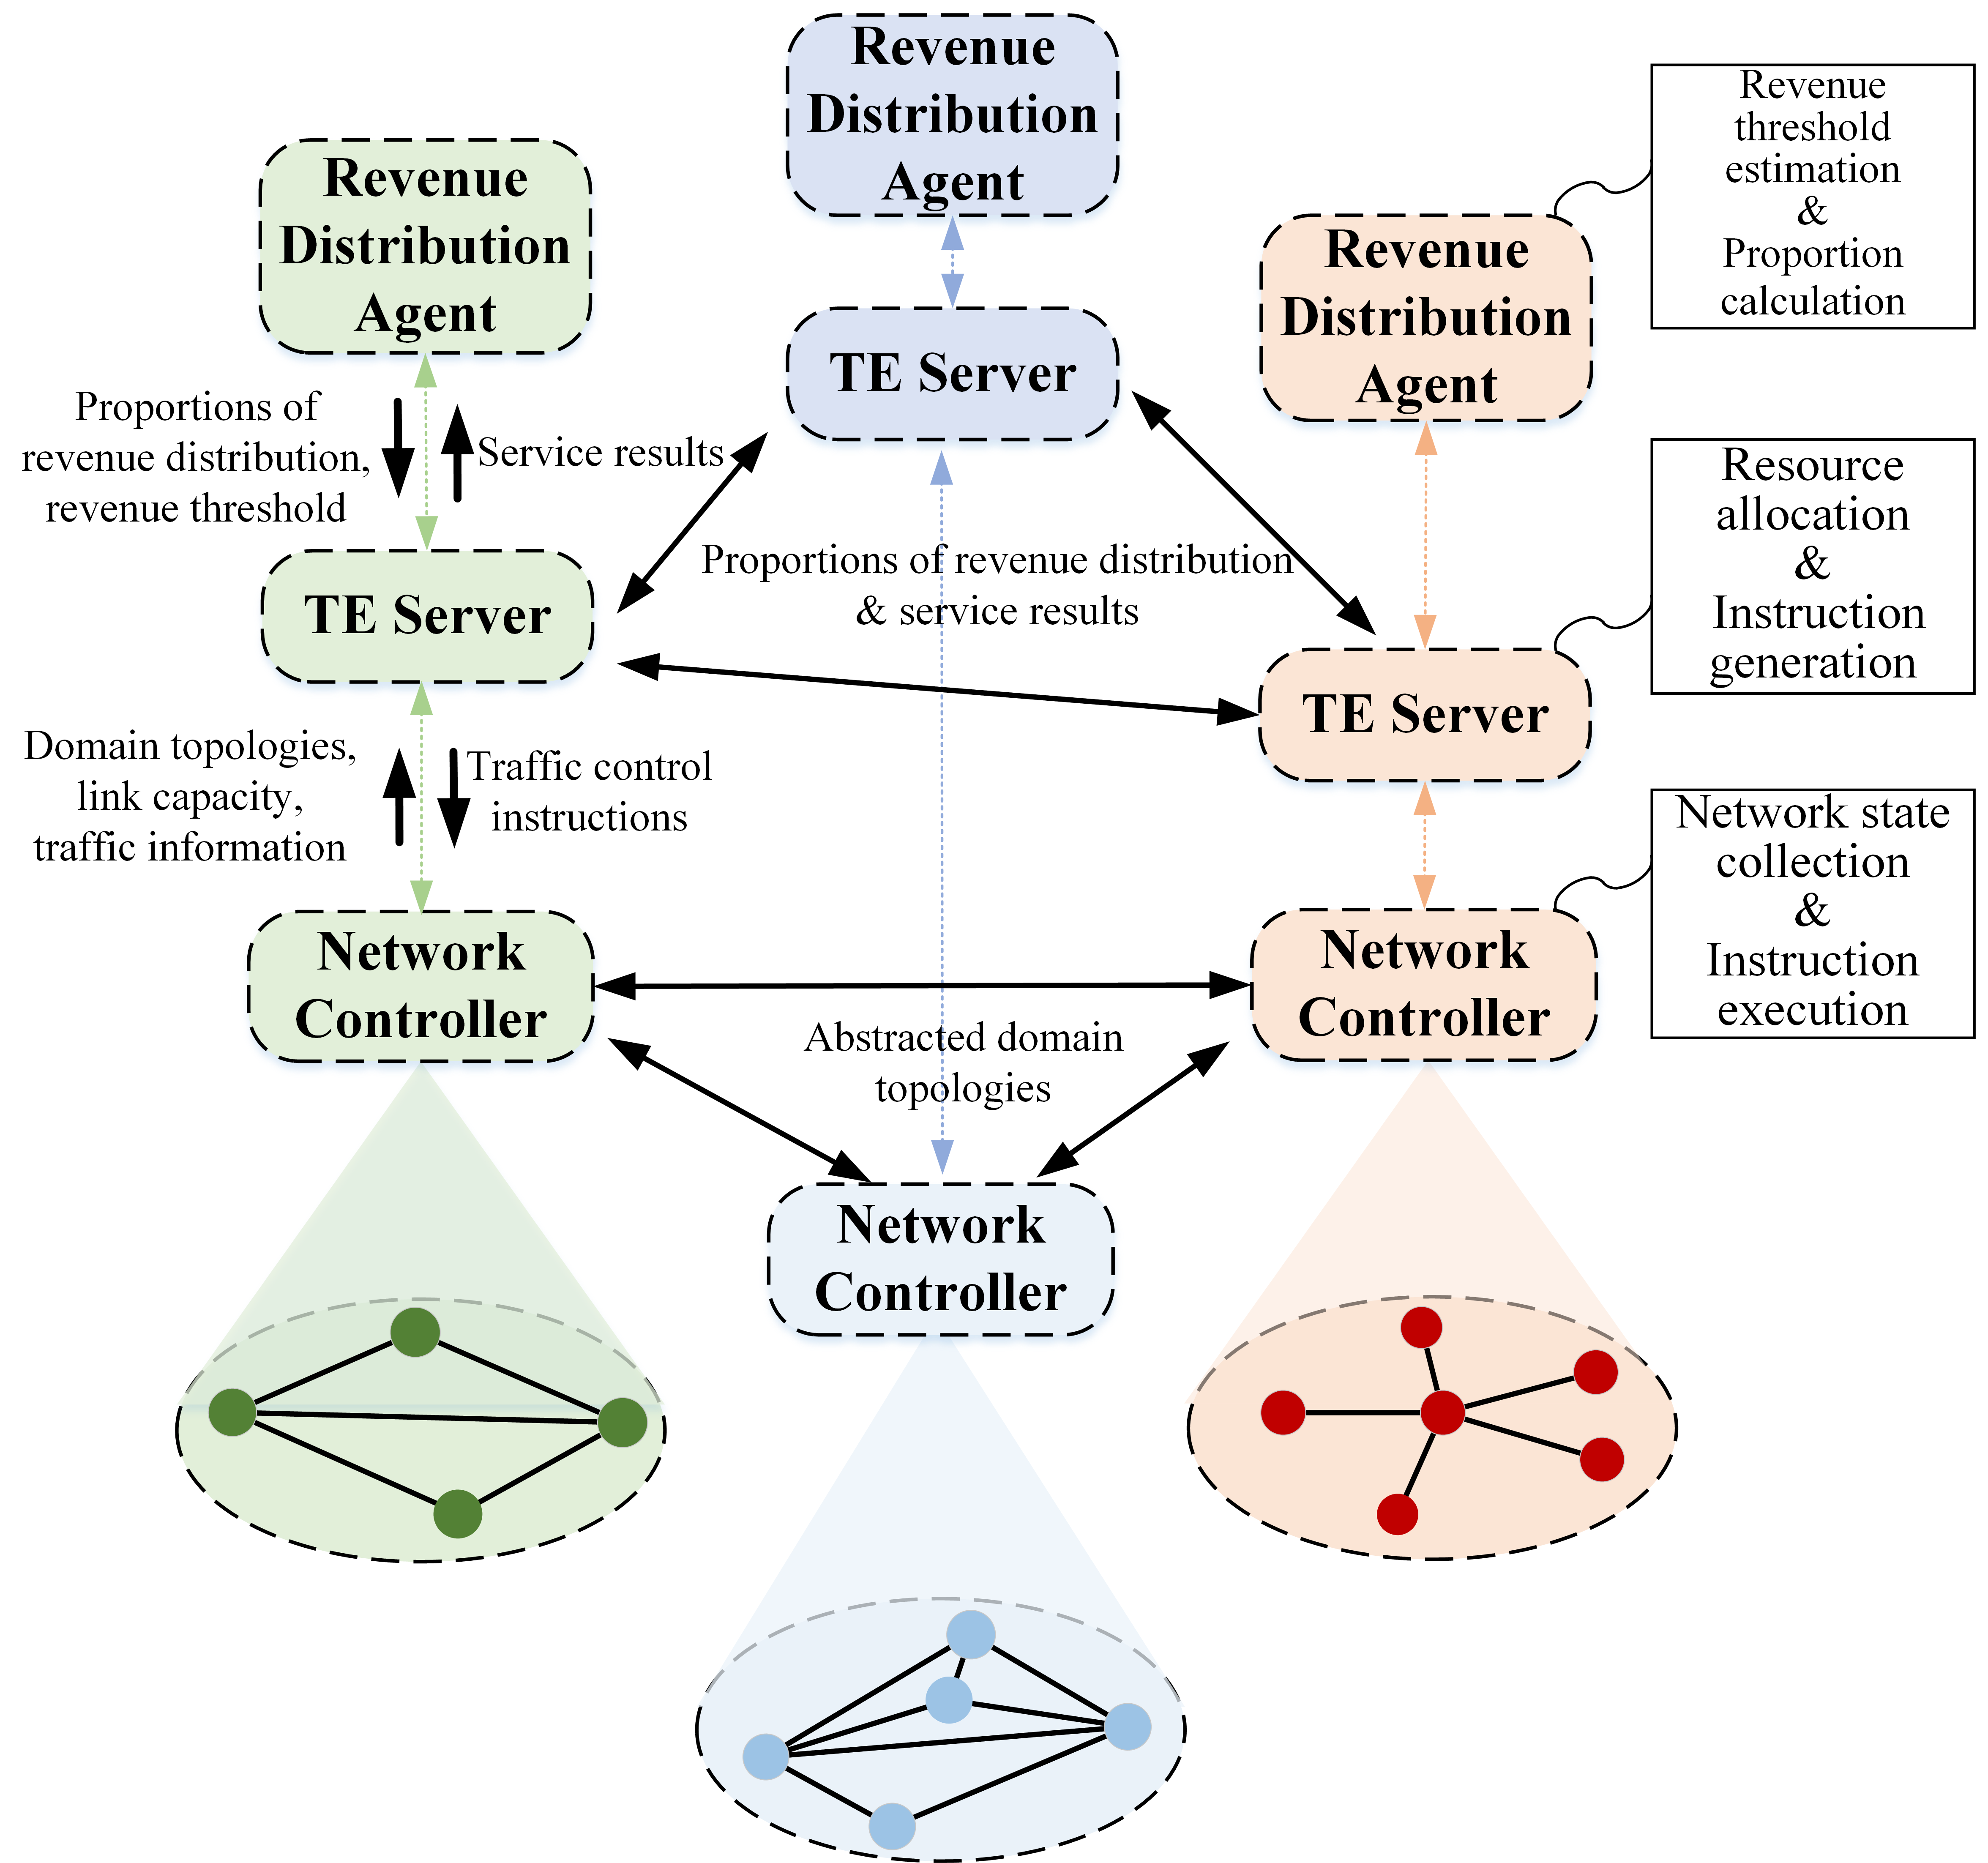 Revenue
Distribution
Agent
Revenue
Distribution
Agent
Revenue
Distribution
Agent
Revenue
threshold
estimation
&
Proportion
calculation
TE Server
Proportions of
revenue distribution,
revenue threshold
Service results
Resource
allocation
&
Instruction
generation
Proportions of revenue distribution
& service results
TE Server
TE Server
Domain topologies,
link capacity,
traffic information
Traffic control
instructions
Network state
collection
&
Instruction
execution
Network
Controller
Network
Controller
Abstracted domain
topologies
Network
Controller